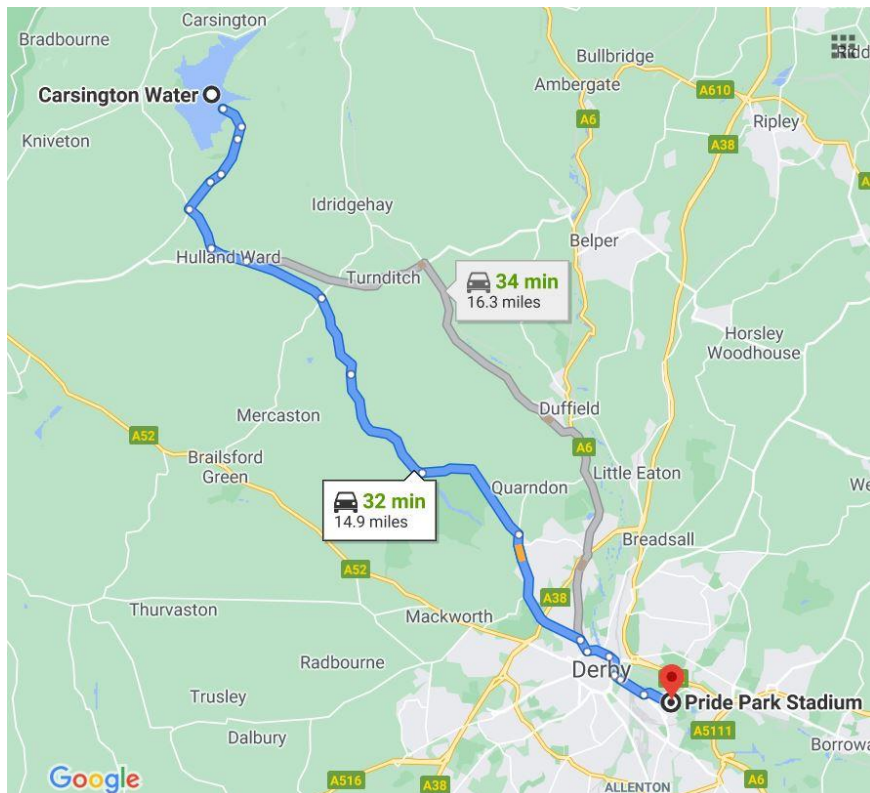 Carsington
Bradbourne
Bullbridge
Ambergate
A610
Carsington Water
A6
Ripley
Kniveton
A38
Idridgehay
Belper
Hulland Ward
Turnditch
34 min
16.3 miles
Horsley
Woodhouse
Duffield
Mercaston
A52
A6
Brailsford
Green
Little Eaton
Quarndon
32 min
14.9 miles
Breadsall
A52
A38
Thurvaston
Mackworth
Radbourne
Derby
Trusley
Pride Park Stadium
Dalbury
A5111
Borrowa
Google
A516
A38
ALLENTON
A6